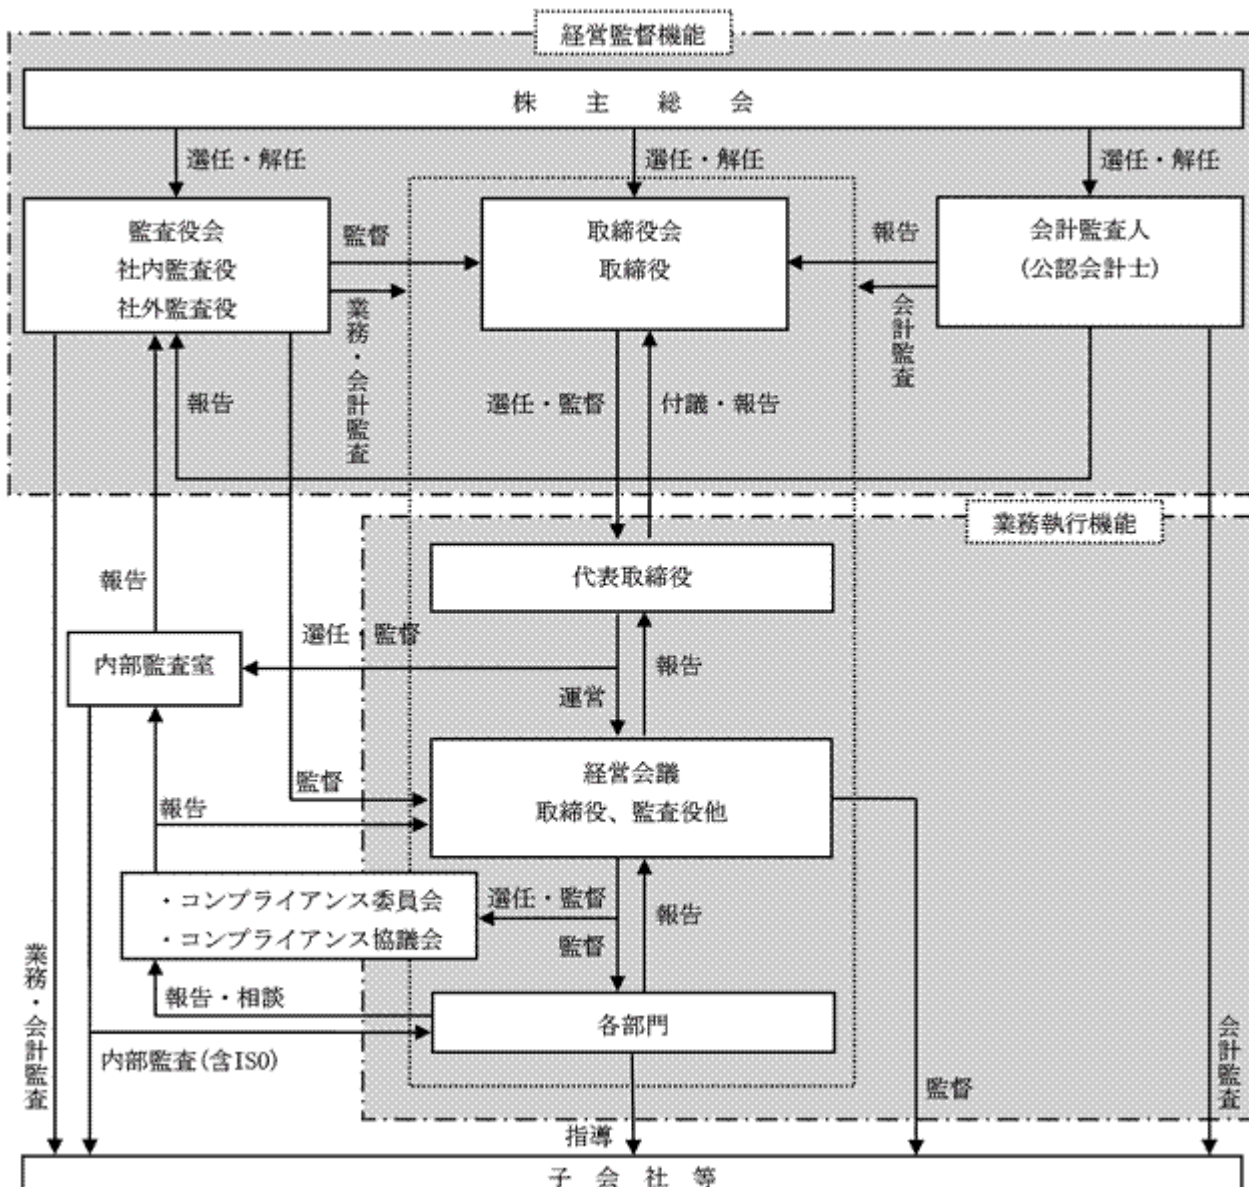 経営監督機能
株主総会
選任・解任
選任・解任
選任・解任
監査役会
社内監査役
社外監査役
監督
業務・会計監査
取締役会
取締役
報告
会計監査
会計監査人
(公認会計士)
報告
選任・監督
付議・報告
業務執行機能
代表取締役
報告
選任・監督
内部監査室
報告
運営
経営会議
取締役、監査役他
監督
報告
・コンプライアンス委員会
・コンプライアンス協議会
選任・監督
報告
監督
報告・相談
各部門
内部監査(含ISO)
業務・会計監査
会計監査
監督
指導
子会社等